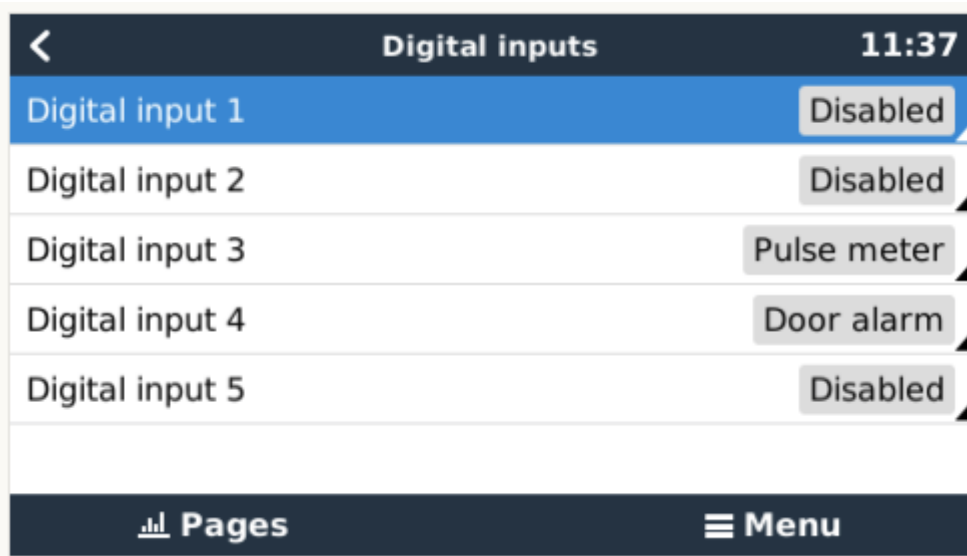 Digital inputs 11:37
Digital input 1 Disabled
Digital input 2 Disabled
Digital input 3 Pulse meter
Digital input 4 Door alarm
Digital input 5 Disabled
Pages Menu